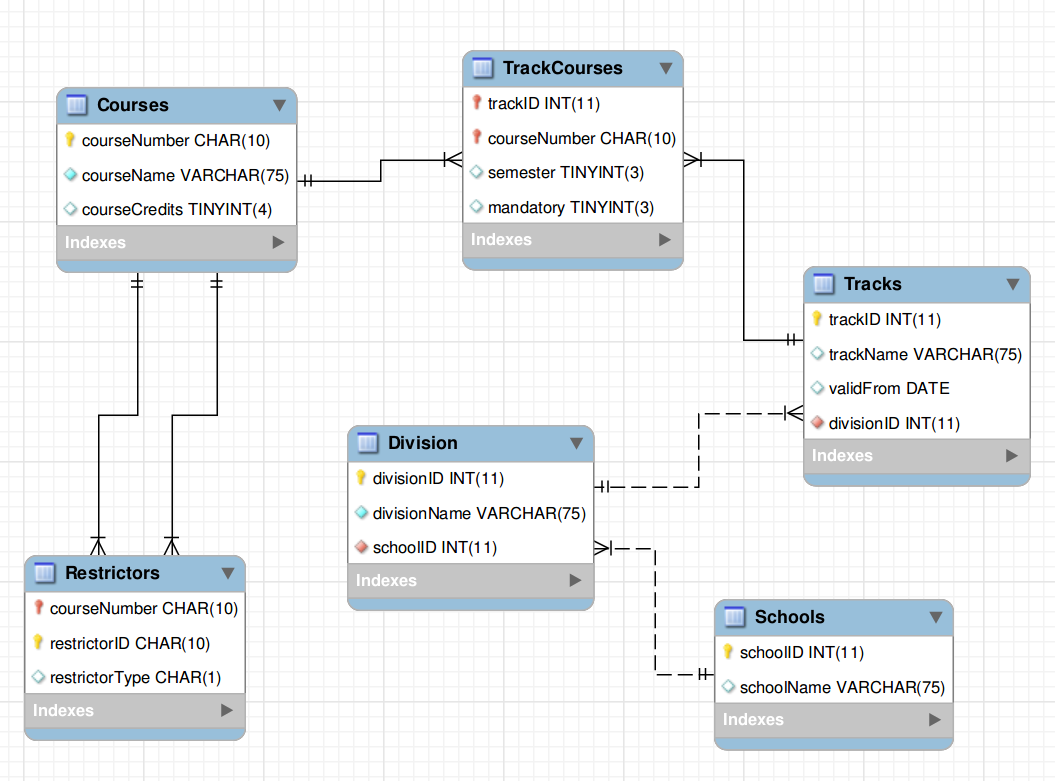 TrackCourses
trackID INT(11)
courseNumber CHAR(10)
semester TINYINT(3)
mandatory TINYINT(3)
Indexes
Courses
courseNumber CHAR(10)
courseName VARCHAR(75)
courseCredits TINYINT(4)
Indexes
Tracks
trackID INT(11)
trackName VARCHAR(75)
validFrom DATE
divisionID INT(11)
Indexes
Division
divisionID INT(11)
divisionName VARCHAR(75)
schoolID INT(11)
Indexes
Restrictors
courseNumber CHAR(10)
restrictorID CHAR(10)
restrictorType CHAR(1)
Indexes
Schools
schoolID INT(11)
schoolName VARCHAR(75)
Indexes